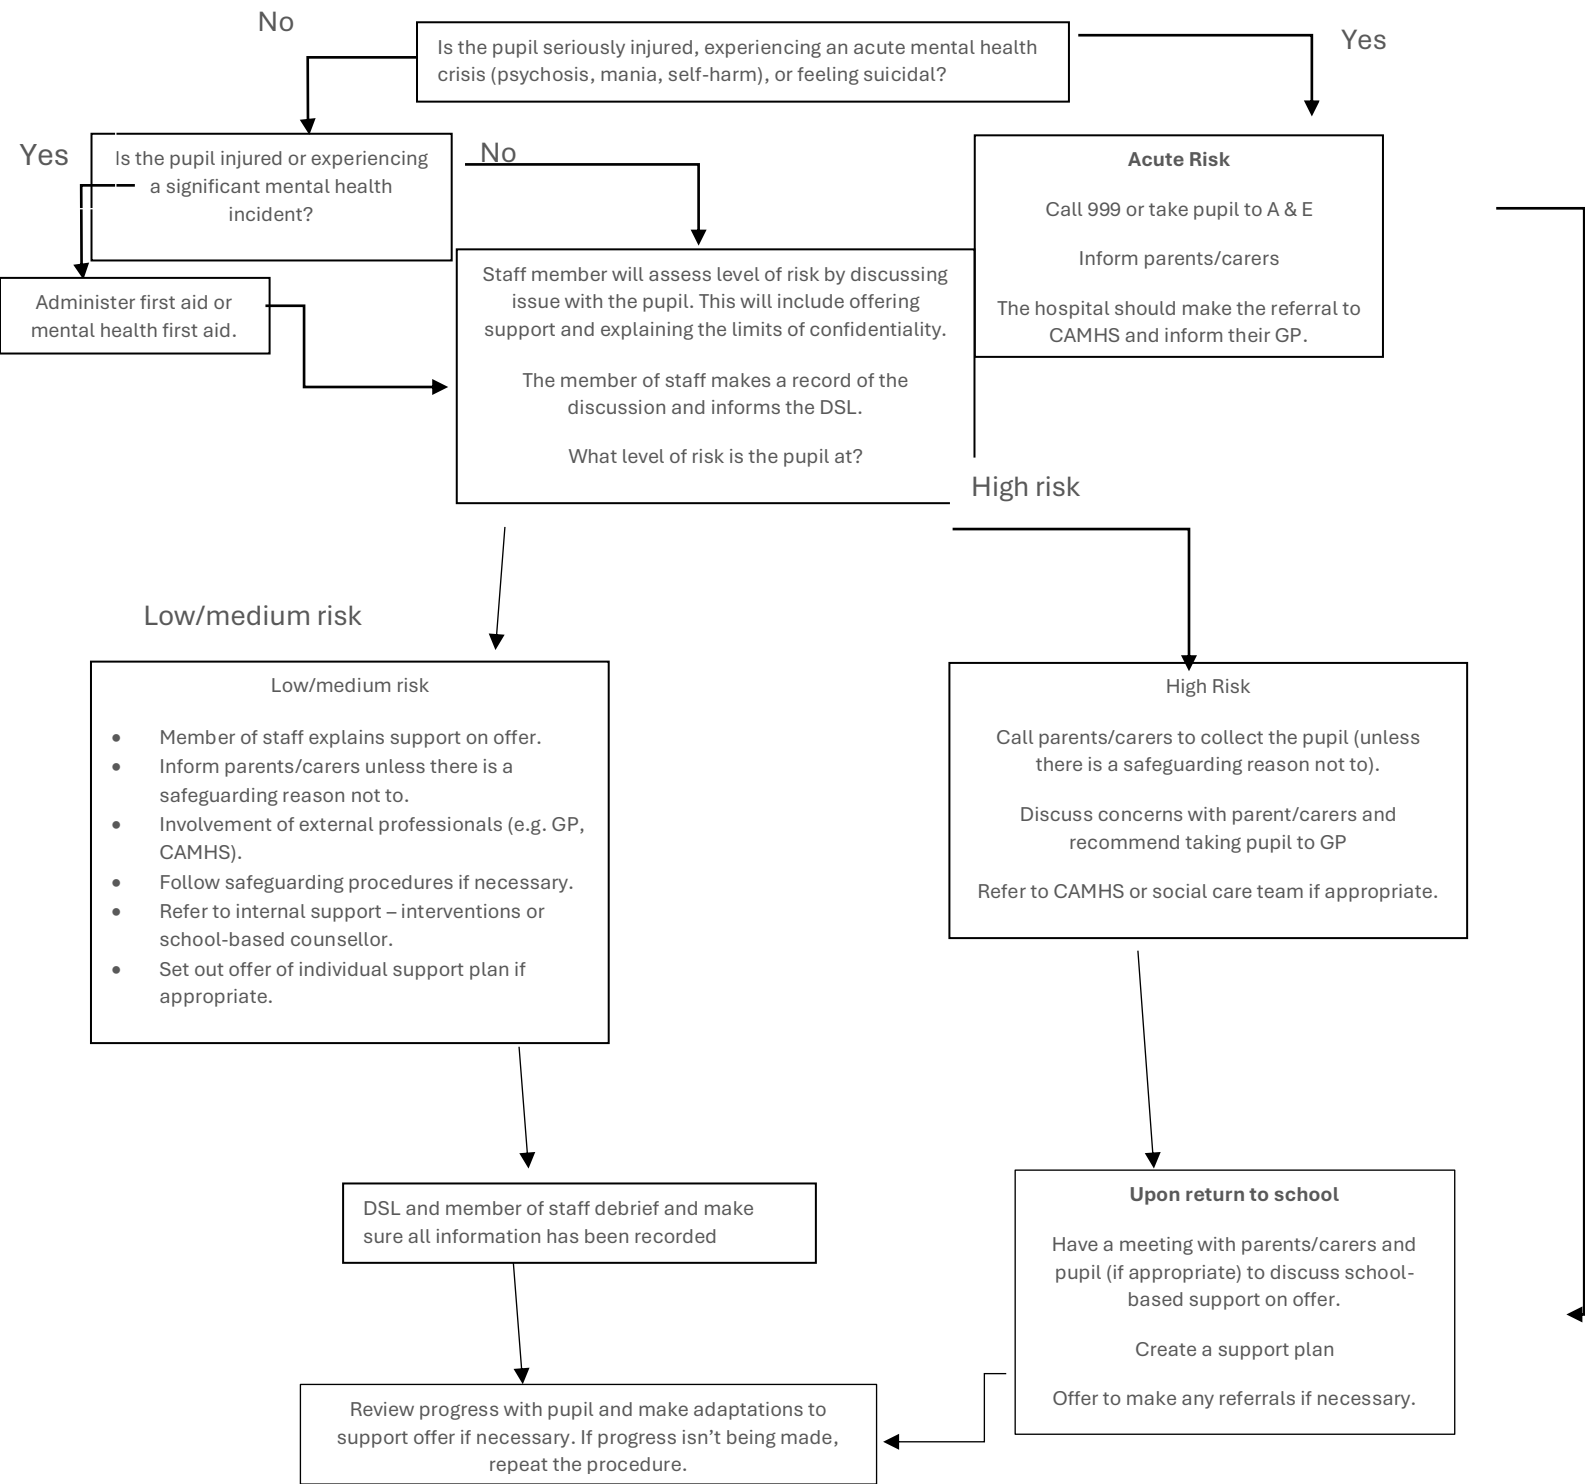 No
Is the pupil seriously injured, experiencing an acute mental health
crisis (psychosis, mania, self-harm), or feeling suicidal?
Yes
Yes
Is the pupil injured or experiencing
a significant mental health
incident?
No
Acute Risk
Call 999 or take pupil to A & E
Inform parents/carers
The hospital should make the referral to
CAMHS and inform their GP.
Administer first aid or
mental health first aid.
Staff member will assess level of risk by discussing
issue with the pupil. This will include offering
support and explaining the limits of confidentiality.
The member of staff makes a record of the
discussion and informs the DSL.
What level of risk is the pupil at?
High risk
Low/medium risk
Low/medium risk
• Member of staff explains support on offer.
• Inform parents/carers unless there is a
safeguarding reason not to.
• Involvement of external professionals (e.g. GP,
CAMHS).
• Follow safeguarding procedures if necessary.
• Refer to internal support – interventions or
school-based counsellor.
• Set out offer of individual support plan if
appropriate.
High Risk
Call parents/carers to collect the pupil (unless
there is a safeguarding reason not to).
Discuss concerns with parent/carers and
recommend taking pupil to GP
Refer to CAMHS or social care team if appropriate.
DSL and member of staff debrief and make
sure all information has been recorded
Upon return to school
Have a meeting with parents/carers and
pupil (if appropriate) to discuss school-
based support on offer.
Create a support plan
Offer to make any referrals if necessary.
Review progress with pupil and make adaptations to
support offer if necessary. If progress isn’t being made,
repeat the procedure.